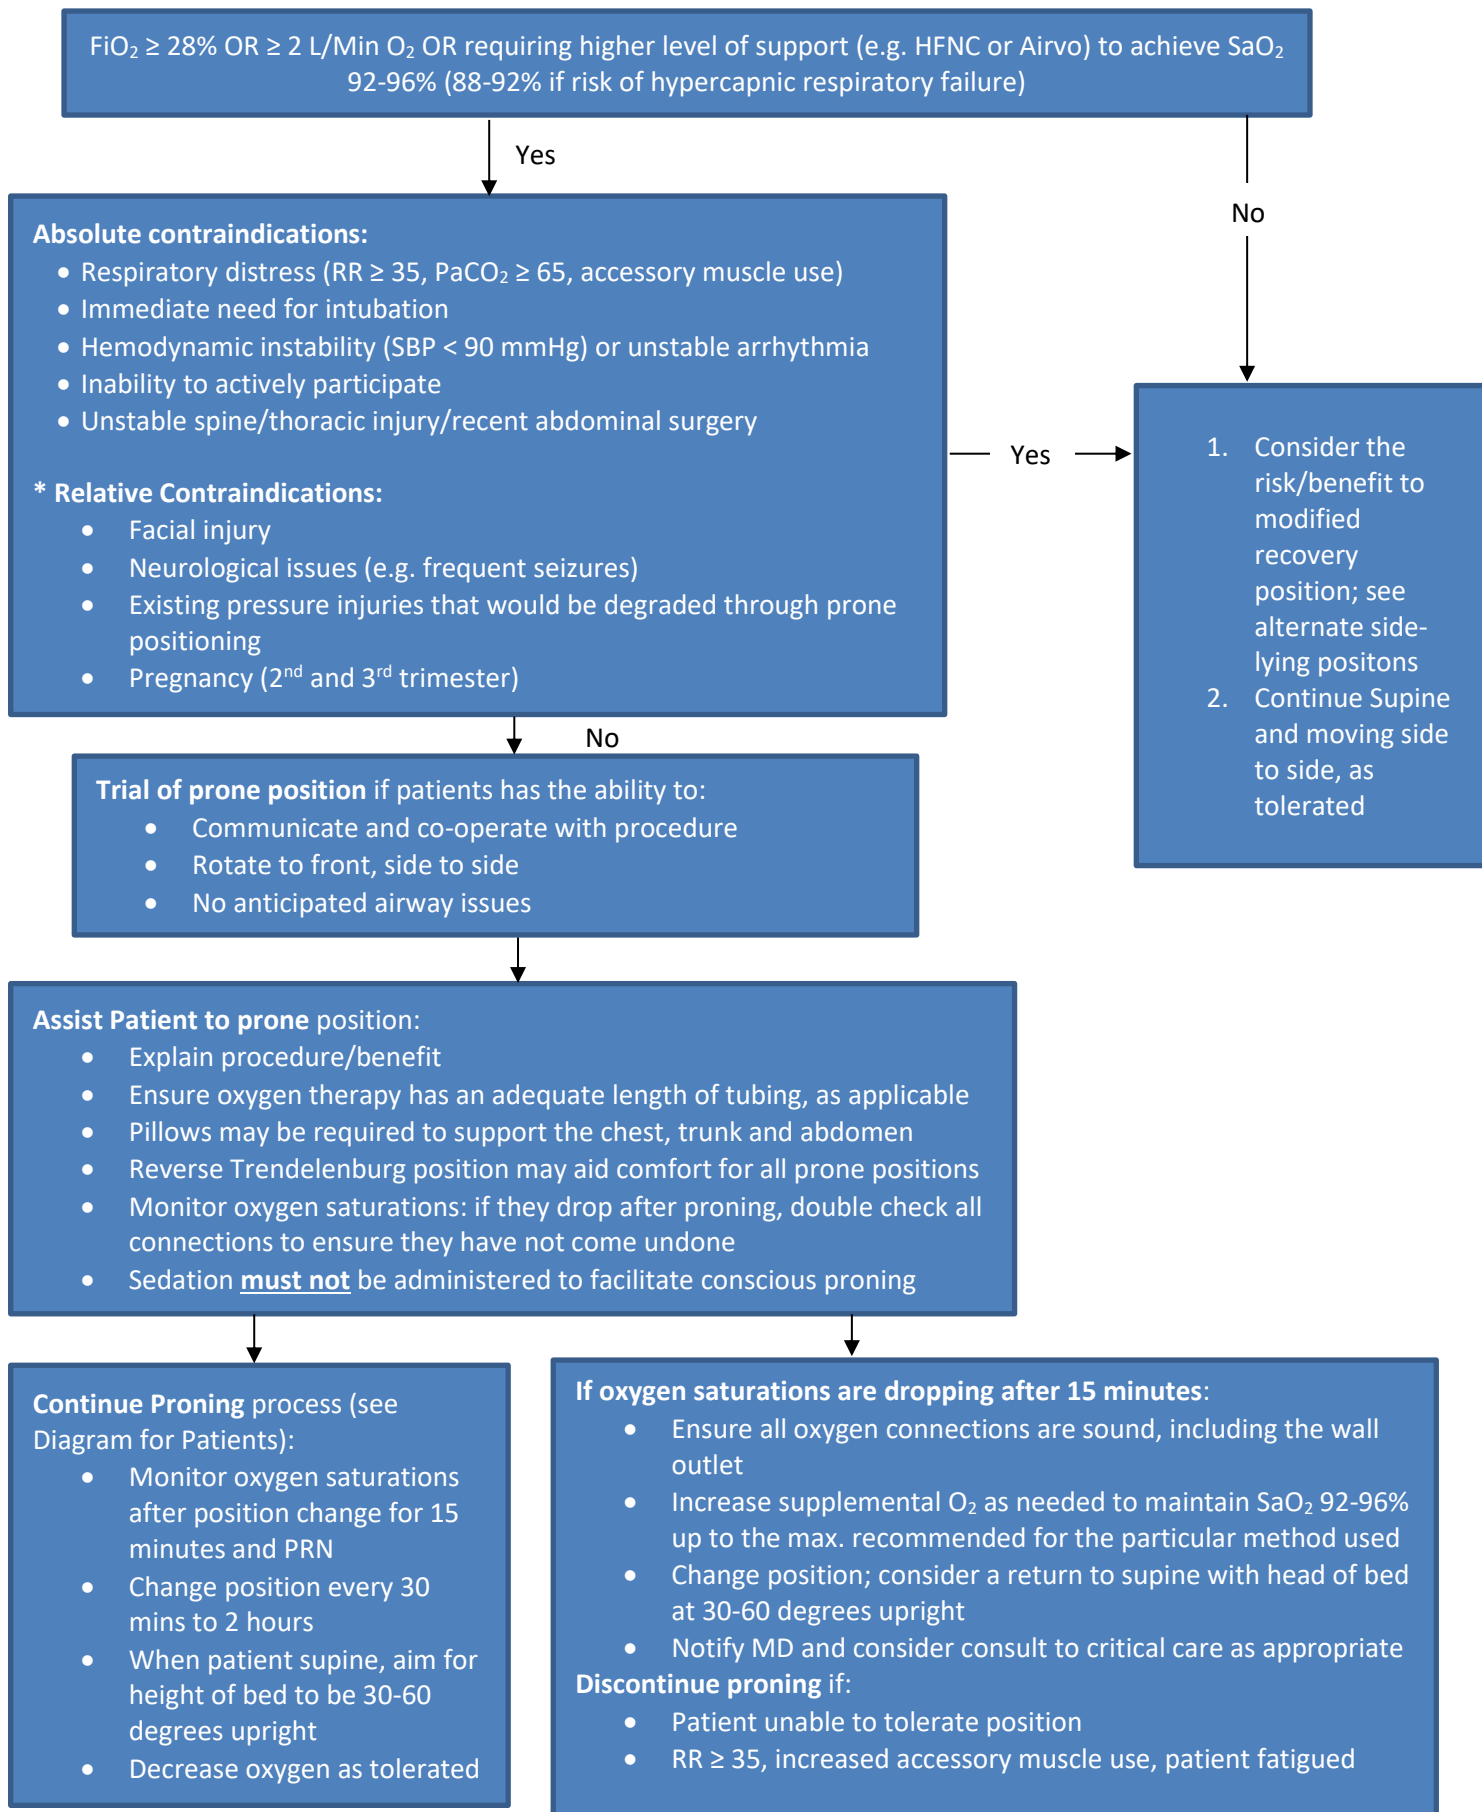 FiO₂ ≥ 28% OR ≥ 2 L/Min O₂ OR requiring higher level of support (e.g. HFNC or Airvo) to achieve SaO₂
92-96% (88-92% if risk of hypercapnic respiratory failure)
Yes
No
Absolute contraindications:
• Respiratory distress (RR ≥ 35, PaCO₂ ≥ 65, accessory muscle use)
• Immediate need for intubation
• Hemodynamic instability (SBP < 90 mmHg) or unstable arrhythmia
• Inability to actively participate
• Unstable spine/thoracic injury/recent abdominal surgery
* Relative Contraindications:
• Facial injury
• Neurological issues (e.g. frequent seizures)
• Existing pressure injuries that would be degraded through prone
positioning
• Pregnancy (2nd and 3rd trimester)
Yes
1. Consider the
risk/benefit to
modified
recovery
position; see
alternate side-
lying positons
2. Continue Supine
and moving side
to side, as
tolerated
No
Trial of prone position if patients has the ability to:
• Communicate and co-operate with procedure
• Rotate to front, side to side
• No anticipated airway issues
Assist Patient to prone position:
• Explain procedure/benefit
• Ensure oxygen therapy has an adequate length of tubing, as applicable
• Pillows may be required to support the chest, trunk and abdomen
• Reverse Trendelenburg position may aid comfort for all prone positions
• Monitor oxygen saturations: if they drop after proning, double check all
connections to ensure they have not come undone
• Sedation must not be administered to facilitate conscious proning
Continue Proning process (see
Diagram for Patients):
• Monitor oxygen saturations
after position change for 15
minutes and PRN
• Change position every 30
mins to 2 hours
• When patient supine, aim for
height of bed to be 30-60
degrees upright
• Decrease oxygen as tolerated
If oxygen saturations are dropping after 15 minutes:
• Ensure all oxygen connections are sound, including the wall
outlet
• Increase supplemental O₂ as needed to maintain SaO₂ 92-96%
up to the max. recommended for the particular method used
• Change position; consider a return to supine with head of bed
at 30-60 degrees upright
• Notify MD and consider consult to critical care as appropriate
Discontinue proning if:
• Patient unable to tolerate position
• RR ≥ 35, increased accessory muscle use, patient fatigued